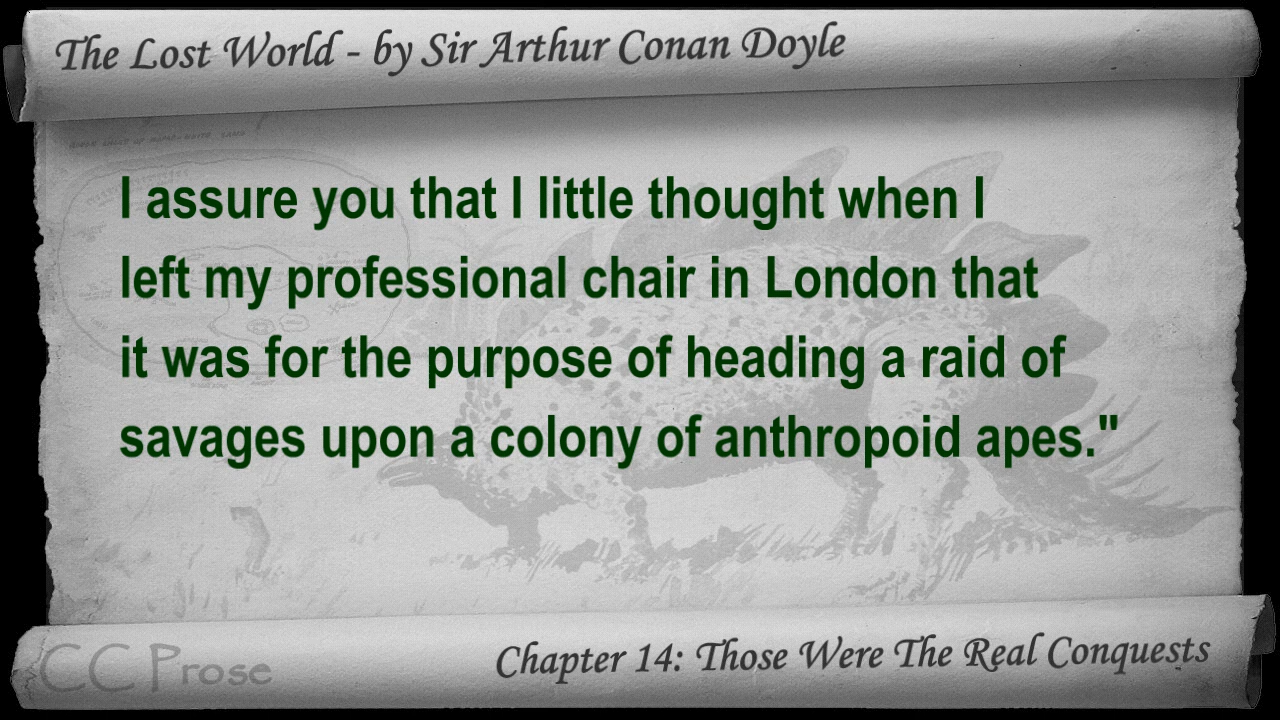 The Lost World - by Sir Arthur Conan Doyle
I assure you that I little thought when I
left my professional chair in London that
it was for the purpose of heading a raid of
savages upon a colony of anthropoid apes."
CC Prose
Chapter 14: Those Were The Real Conquests